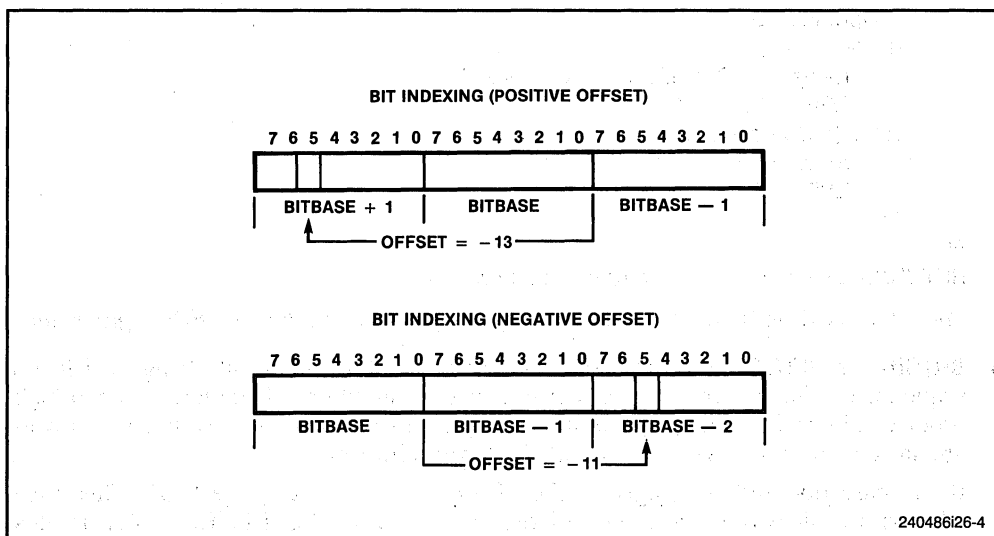 BIT INDEXING (POSITIVE OFFSET)
7 6 5 4 3 2 1 0 7 6 5 4 3 2 1 0 7 6 5 4 3 2 1 0
BITBASE + 1 BITBASE BITBASE — 1
OFFSET = −13
BIT INDEXING (NEGATIVE OFFSET)
7 6 5 4 3 2 1 0 7 6 5 4 3 2 1 0 7 6 5 4 3 2 1 0
BITBASE BITBASE — 1 BITBASE — 2
OFFSET = −11
240486i26-4